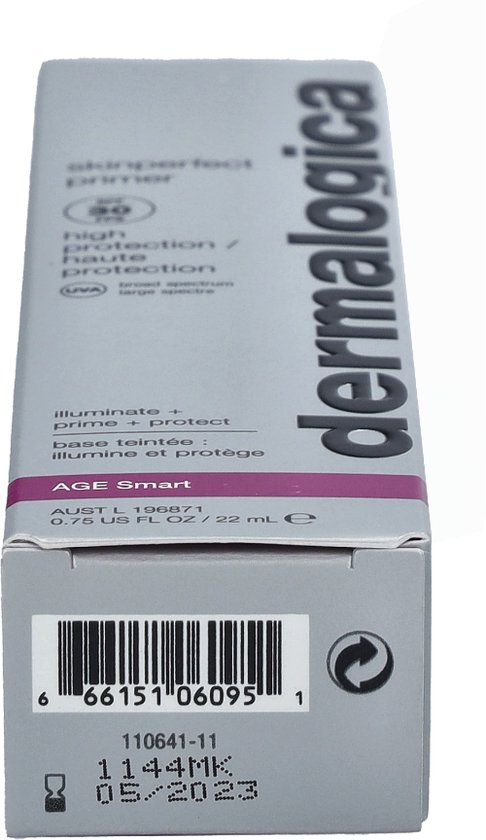 dermalogica
skinperfect
primer
SPF
30
FPS
high
protection /
haute
protection
UVA
broad spectrum
large spectre
illuminate +
prime + protect
base teintée :
illumine et protège
AGE Smart
AUST L 196871
0.75 US FL OZ / 22 mL ℮
6 66151 06095 1
110641-11
1144MK
05/2023